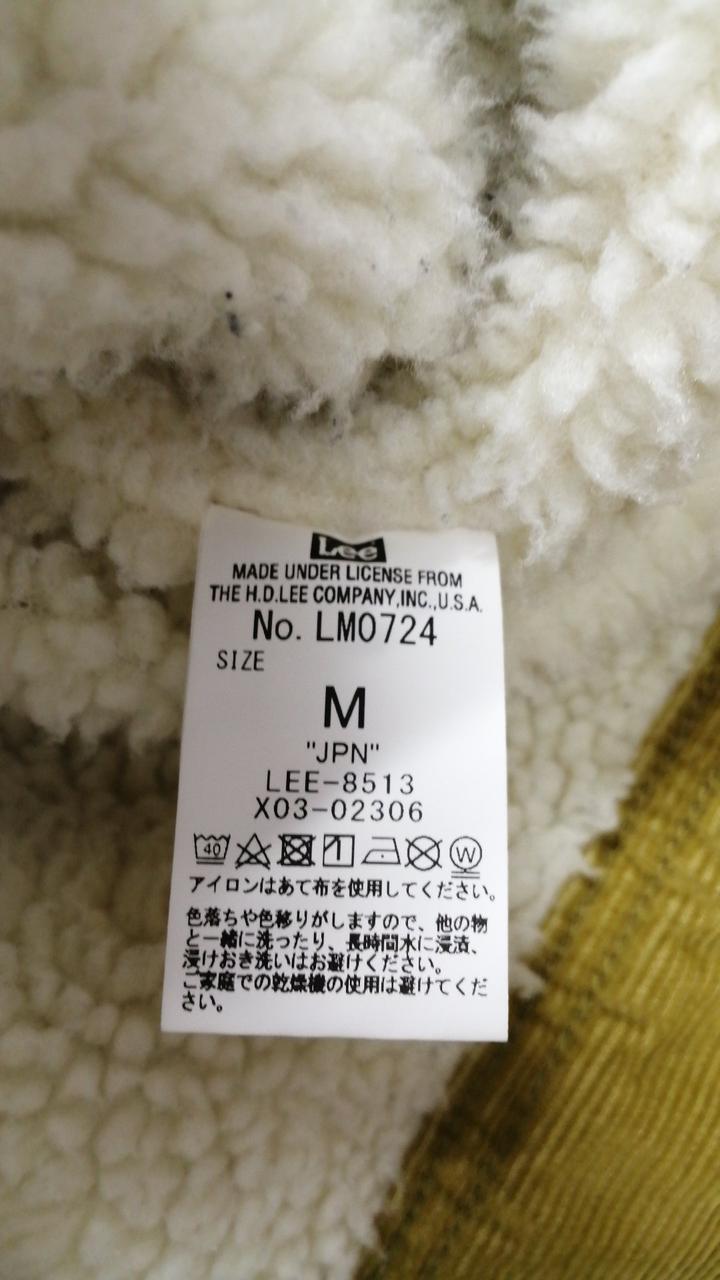 Lee
MADE UNDER LICENSE FROM
THE H.D.LEE COMPANY,INC.,U.S.A.
No. LM0724
SIZE
M
"JPN"
LEE-8513
X03-02306
40 W
アイロンはあて布を使用してください。
色落ちや色移りがしますので、他の物
と一緒に洗ったり、長時間水に浸漬、
浸けおき洗いはお避けください。
ご家庭での乾燥機の使用は避けてくだ
さい。